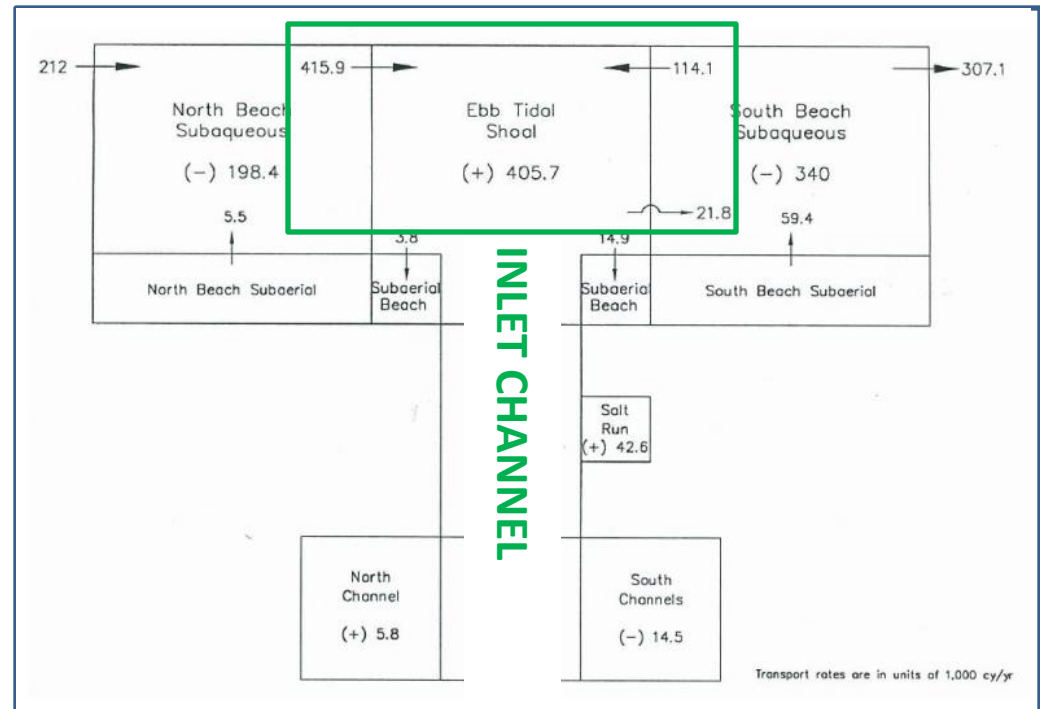 212
415.9
114.1
307.1
North Beach
Subaqueous
(-) 198.4
Ebb Tidal
Shoal
(+) 405.7
South Beach
Subaqueous
(-) 340
5.5
3.8
21.8
14.9
59.4
North Beach Subaerial
Subaerial
Beach
Subaerial
Beach
South Beach Subaerial
INLET CHANNEL
Salt
Run
(+) 42.6
North
Channel
(+) 5.8
South
Channels
(-) 14.5
Transport rates are in units of 1,000 cy/yr